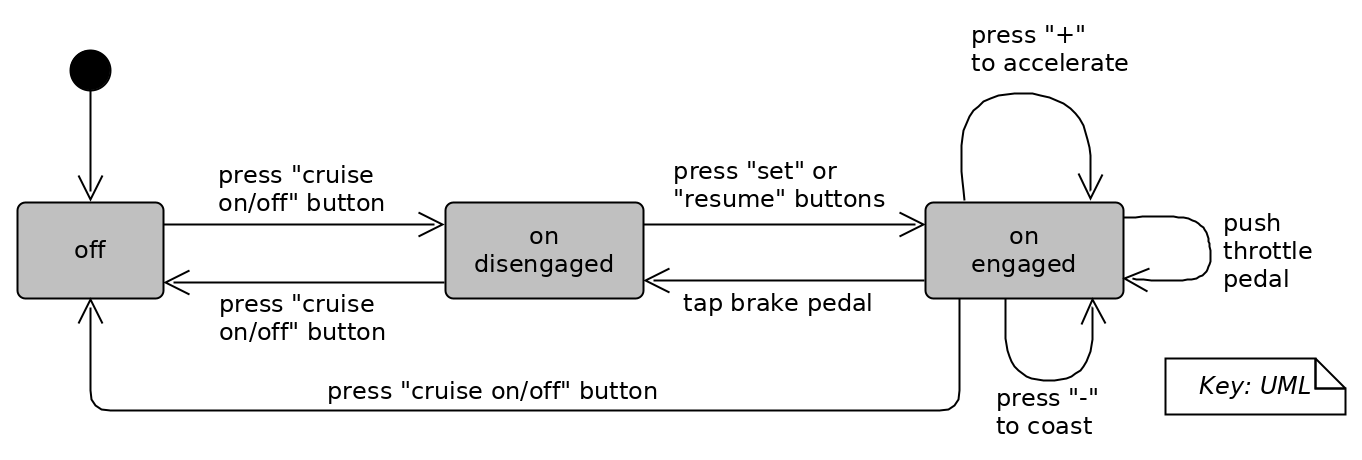 press "+"
to accelerate
press "cruise
on/off" button
press "set" or
"resume" buttons
off
on
disengaged
on
engaged
push
throttle
pedal
press "cruise
on/off" button
tap brake pedal
press "cruise on/off" button
press "-"
to coast
Key: UML